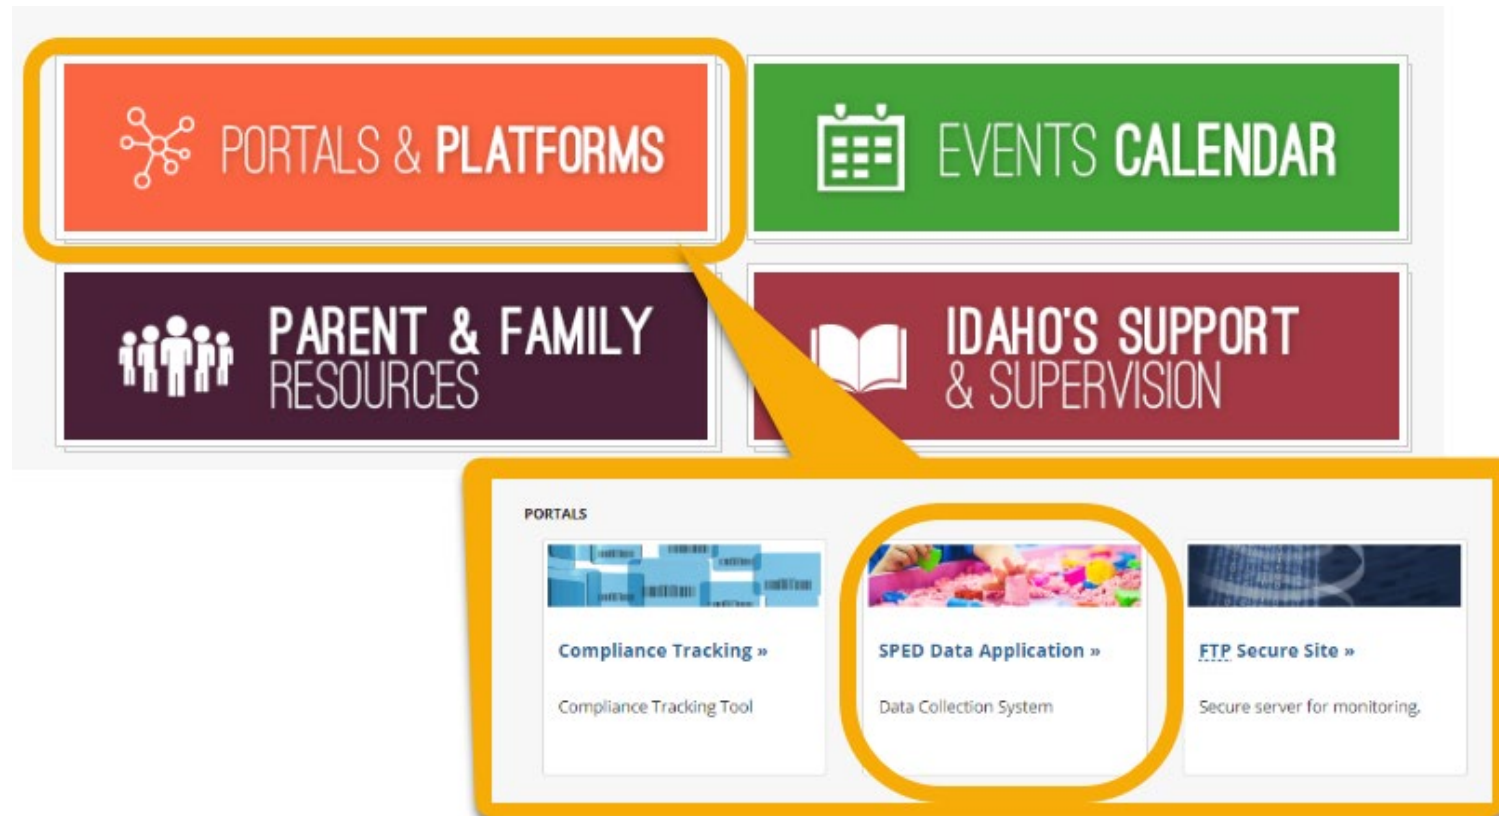 PORTALS & PLATFORMS
EVENTS CALENDAR
PARENT & FAMILY
RESOURCES
IDAHO'S SUPPORT
& SUPERVISION
PORTALS
Compliance Tracking »
Compliance Tracking Tool
SPED Data Application »
Data Collection System
FTP Secure Site »
Secure server for monitoring.